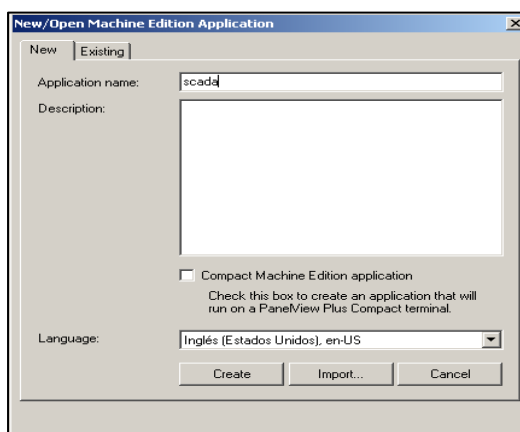 New/Open Machine Edition Application
New Existing
Application name: scada
Description:
Compact Machine Edition application
Check this box to create an application that will
run on a PanelView Plus Compact terminal.
Language: Inglés (Estados Unidos), en-US
Create Import... Cancel